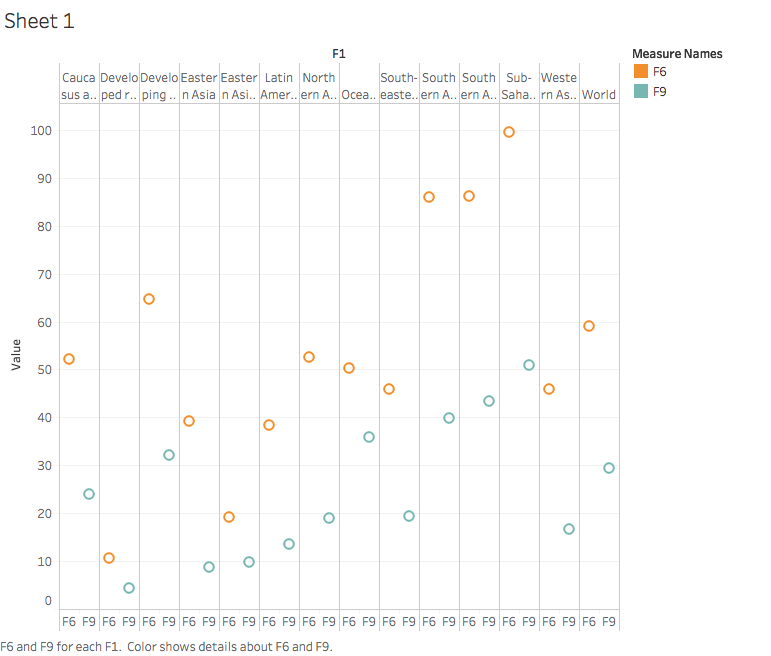 Sheet 1
F1
Cauca Develo Develo Easter Easter Latin North South- South South Sub- Weste
sus a.. ped r.. ping .. n Asia n Asi.. Amer.. ern A.. Ocea.. easte.. ern A.. ern A.. Saha.. rn As.. World
Measure Names
F6
F9
100
90
80
70
60
50
40
30
20
10
0
Value
F6 F9 F6 F9 F6 F9 F6 F9 F6 F9 F6 F9 F6 F9 F6 F9 F6 F9 F6 F9 F6 F9 F6 F9 F6 F9 F6 F9
F6 and F9 for each F1. Color shows details about F6 and F9.